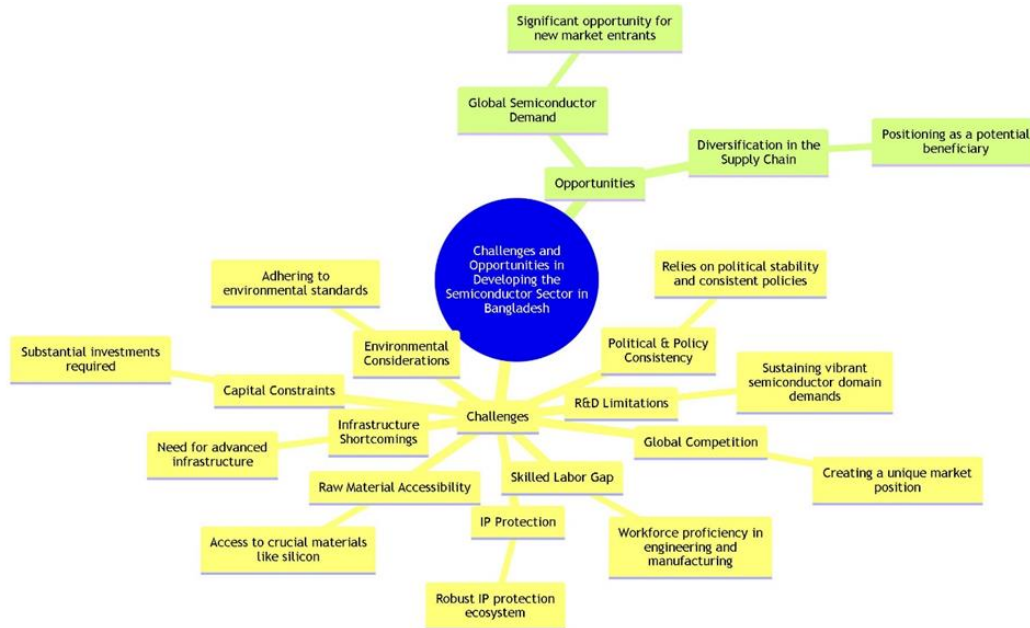 Significant opportunity for
new market entrants
Global Semiconductor
Demand
Diversification in the
Supply Chain
Positioning as a potential
beneficiary
Opportunities
Challenges and
Opportunities in
Developing the
Semiconductor Sector in
Bangladesh
Adhering to
environmental standards
Relies on political stability
and consistent policies
Environmental
Considerations
Political & Policy
Consistency
Substantial investments
required
Capital Constraints
Sustaining vibrant
semiconductor domain
demands
R&D Limitations
Challenges
Infrastructure
Shortcomings
Need for advanced
infrastructure
Global Competition
Creating a unique market
position
Raw Material Accessibility
Skilled Labor Gap
IP Protection
Access to crucial materials
like silicon
Workforce proficiency in
engineering and
manufacturing
Robust IP protection
ecosystem